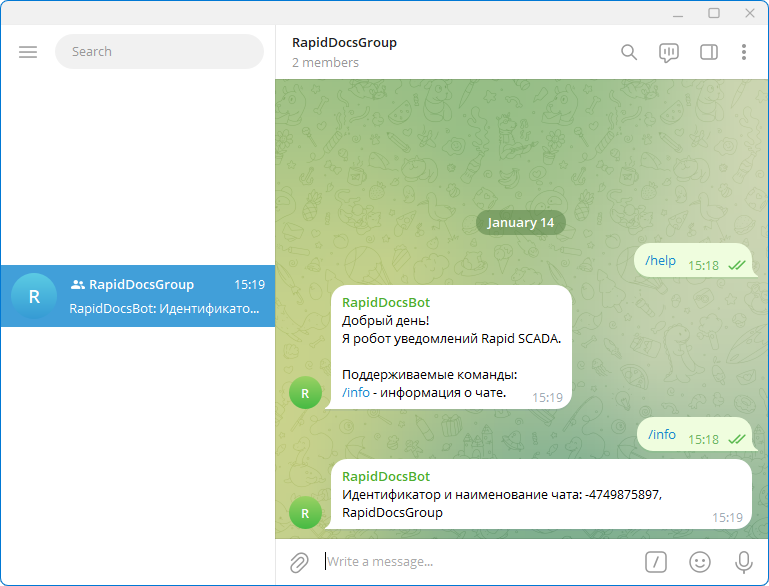 Search
RapidDocsGroup
2 members
January 14
/help 15:18
R
RapidDocsGroup 15:19
RapidDocsBot: Идентификато...
RapidDocsBot
Добрый день!
Я робот уведомлений Rapid SCADA.
Поддерживаемые команды:
/info - информация о чате. 15:19
R
/info 15:18
RapidDocsBot
Идентификатор и наименование чата: -4749875897,
RapidDocsGroup 15:19
R
Write a message...